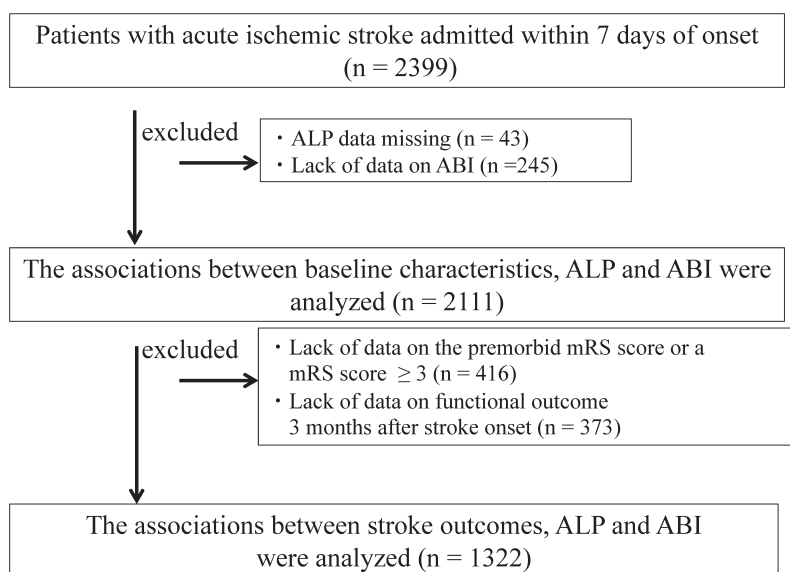 Patients with acute ischemic stroke admitted within 7 days of onset
(n = 2399)
excluded
・ALP data missing (n = 43)
・Lack of data on ABI (n =245)
The associations between baseline characteristics, ALP and ABI were
analyzed (n = 2111)
excluded
・Lack of data on the premorbid mRS score or a
mRS score ≥ 3 (n = 416)
・Lack of data on functional outcome
3 months after stroke onset (n = 373)
The associations between stroke outcomes, ALP and ABI
were analyzed (n = 1322)